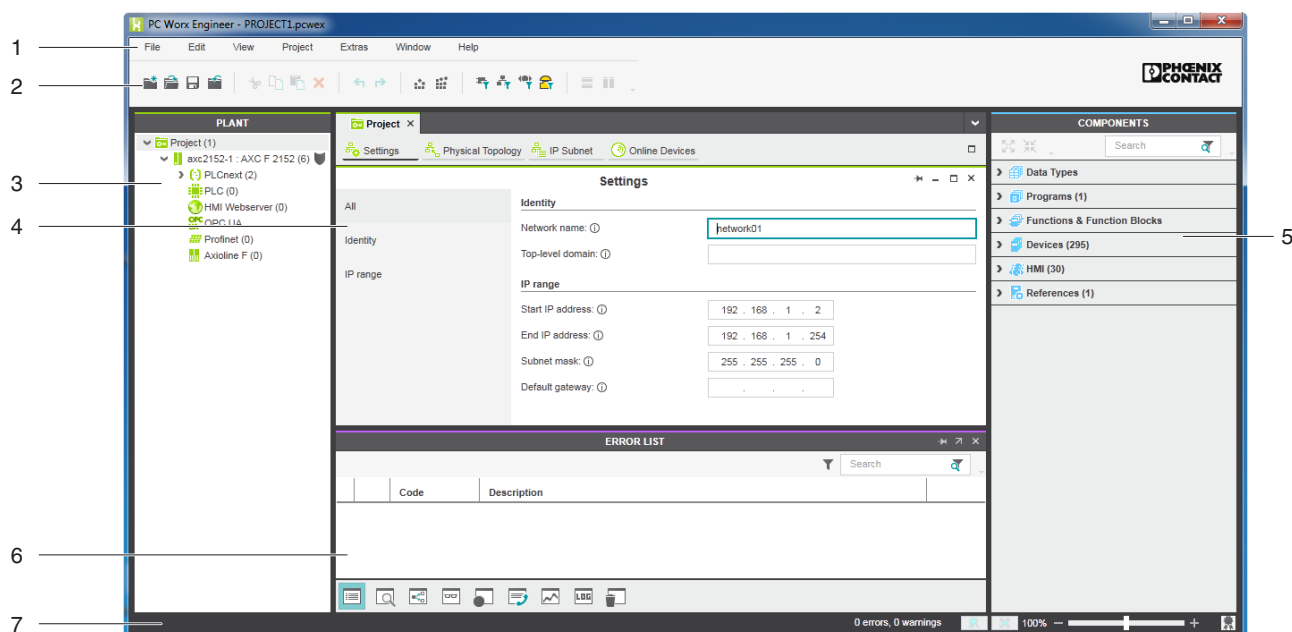 PC Worx Engineer - PROJECT1.pcwex
1
File Edit View Project Extras Window Help
2
PHŒNIX
CONTACT
PLANT
Project (1)
axc2152-1 : AXC F 2152 (6)
3
PLCnext (2)
PLC (0)
HMI Webserver (0)
OPC OPC UA
Profinet (0)
Axioline F (0)
Project
Settings Physical Topology IP Subnet Online Devices
Settings
4
All
Identity
IP range
Identity
Network name: network01
Top-level domain:
IP range
Start IP address: 192 . 168 . 1 . 2
End IP address: 192 . 168 . 1 . 254
Subnet mask: 255 . 255 . 255 . 0
Default gateway: . . .
COMPONENTS
Search
Data Types
Programs (1)
Functions & Function Blocks
5
Devices (295)
HMI (30)
References (1)
ERROR LIST
Search
Code Description
6
LOG
7
0 errors, 0 warnings
100%